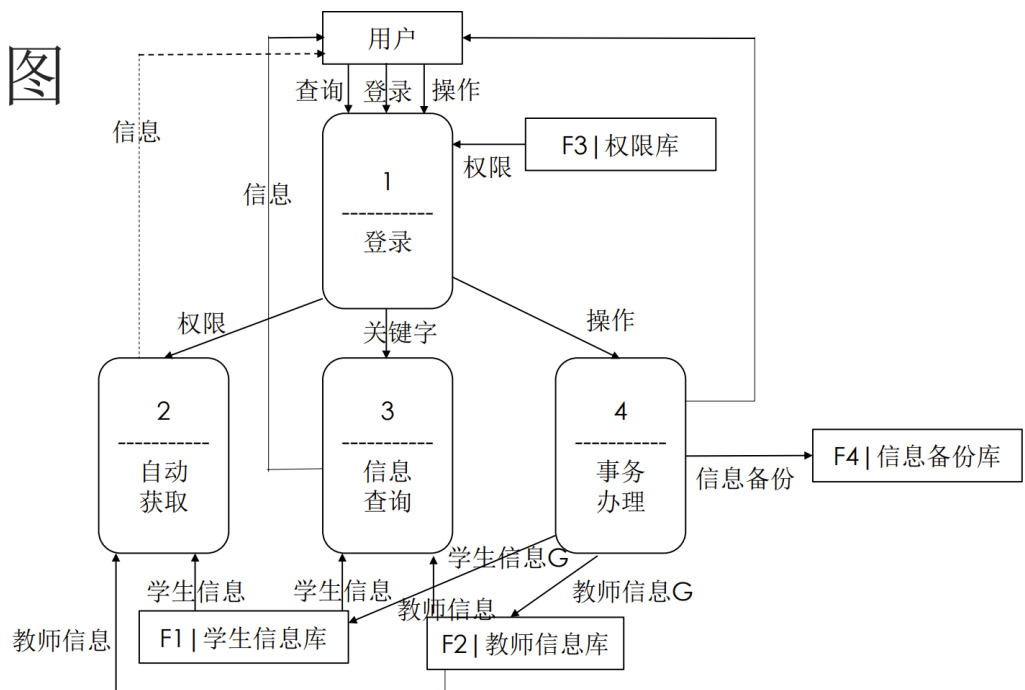 图
用户
查询 登录 操作
信息
F3|权限库
权限
信息
1
登录
权限
关键字
操作
2
自动
获取
3
信息
查询
4
事务
办理
F4|信息备份库
信息备份
学生信息G
学生信息
学生信息
教师信息G
教师信息
教师信息
F1|学生信息库
F2|教师信息库